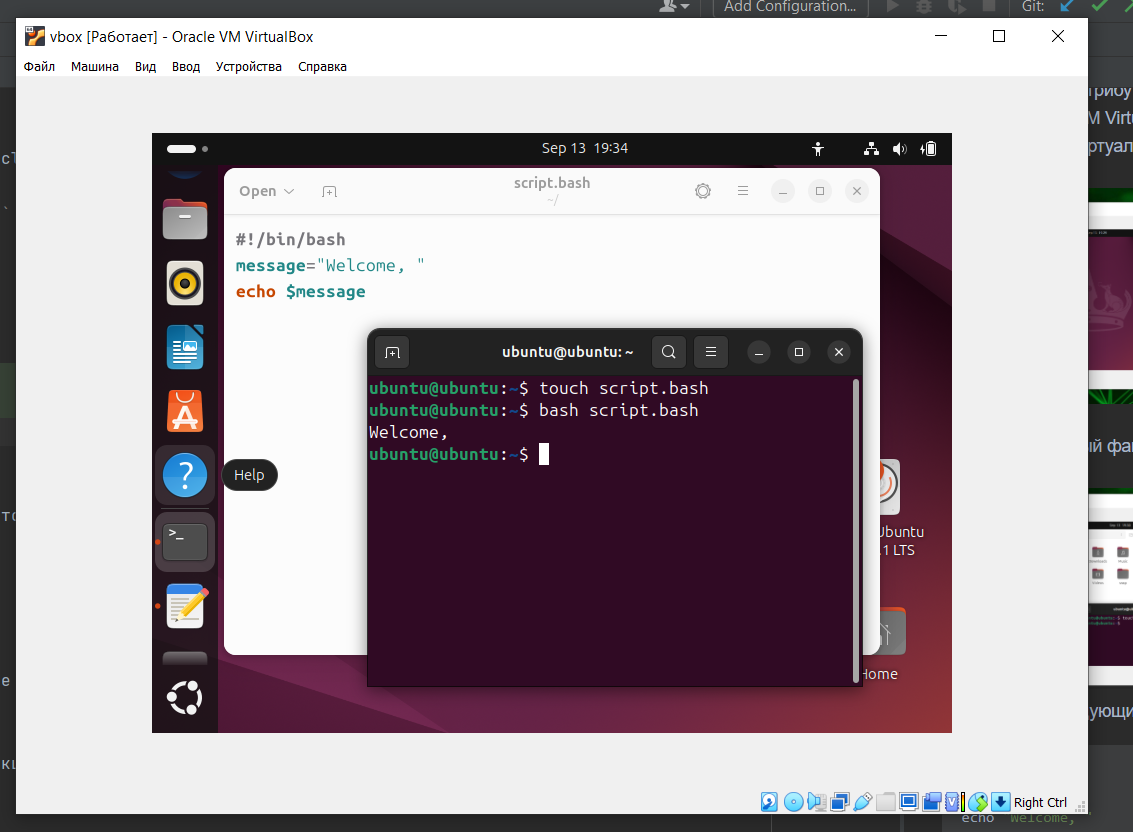 Add Configuration...
Git:
vbox [Работает] - Oracle VM VirtualBox
Файл Машина Вид Ввод Устройства Справка
Sep 13 19:34
Open
script.bash
~/
#!/bin/bash
message="Welcome, "
echo $message
ubuntu@ubuntu: ~
ubuntu@ubuntu:~$ touch script.bash
ubuntu@ubuntu:~$ bash script.bash
Welcome,
ubuntu@ubuntu:~$
Help
Ubuntu
.1 LTS
Home
Right Ctrl
echo "Welcome,